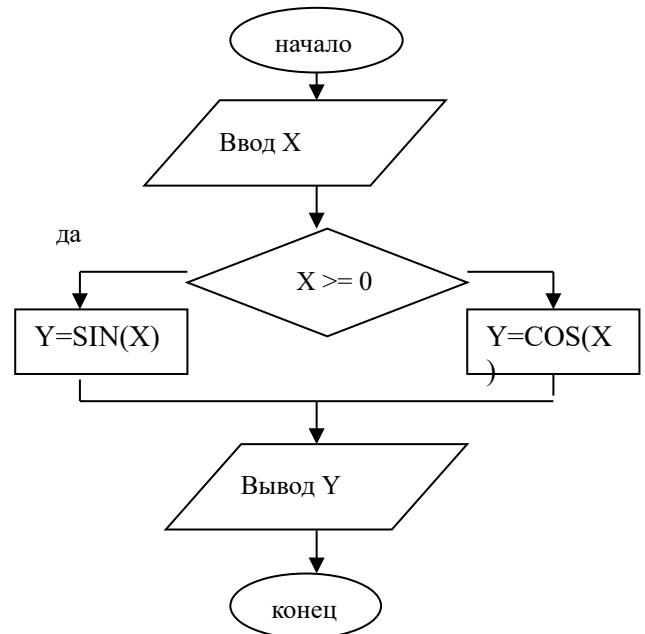 начало
Ввод X
да
X >= 0
Y=SIN(X)
Y=COS(X
)
Вывод Y
конец